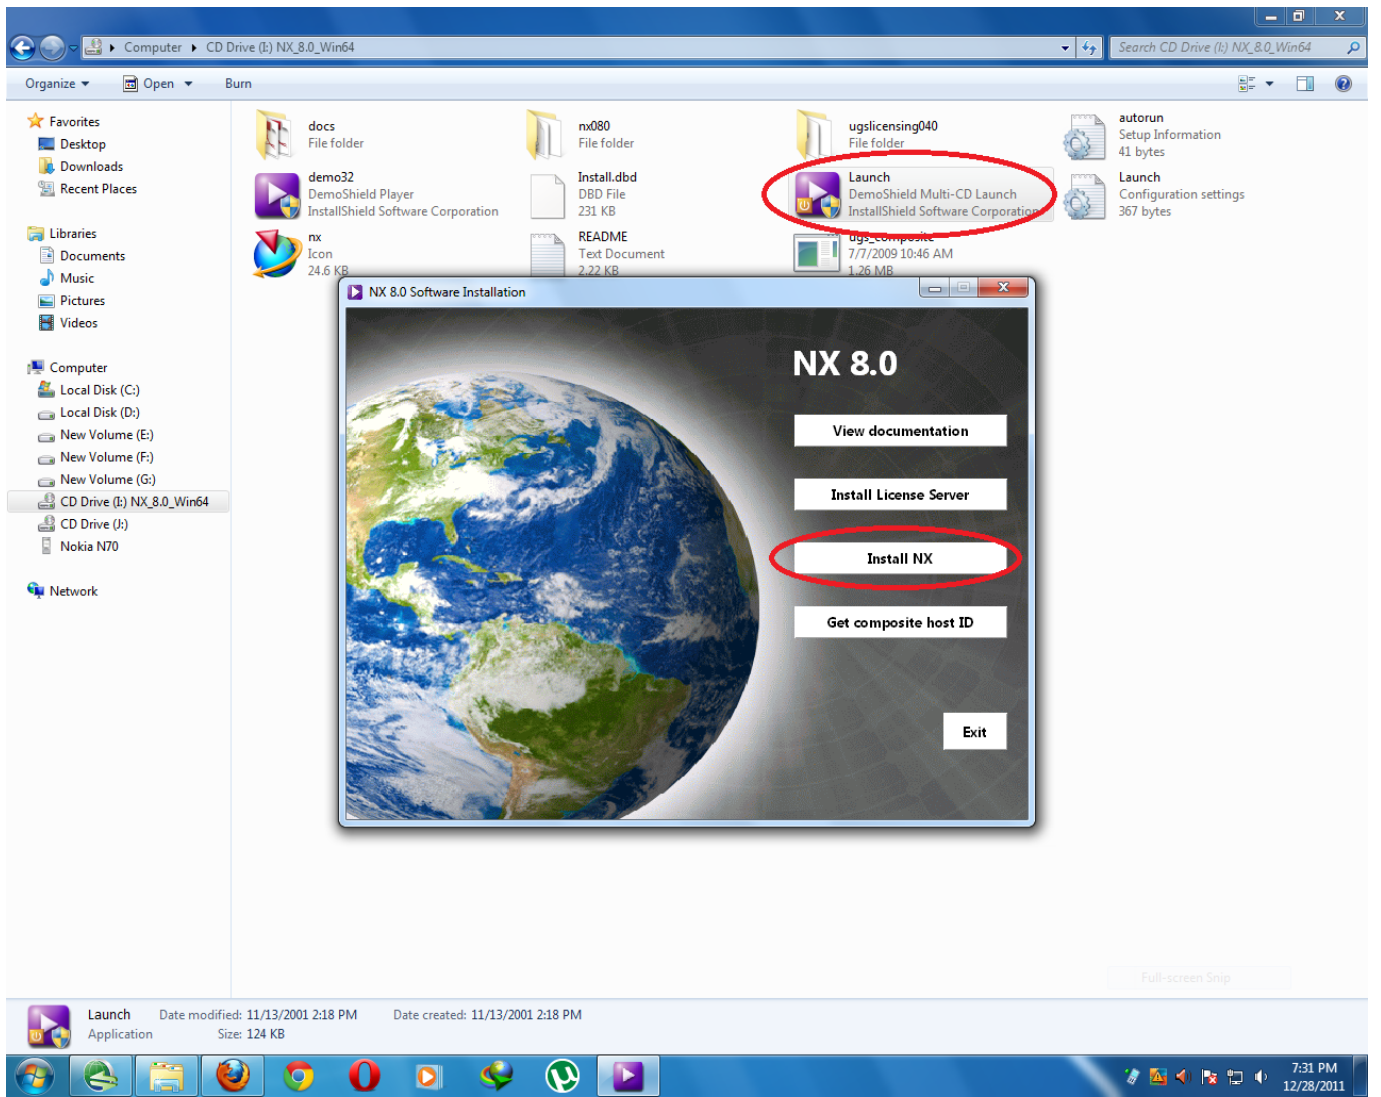 Computer ▸ CD Drive (I:) NX_8.0_Win64
Search CD Drive (I:) NX_8.0_Win64
Organize
Open
Burn
Favorites
Desktop
Downloads
Recent Places
Libraries
Documents
Music
Pictures
Videos
Computer
Local Disk (C:)
Local Disk (D:)
New Volume (E:)
New Volume (F:)
New Volume (G:)
CD Drive (I:) NX_8.0_Win64
CD Drive (J:)
Nokia N70
Network
docs
File folder
nx080
File folder
ugslicensing040
File folder
autorun
Setup Information
41 bytes
demo32
DemoShield Player
InstallShield Software Corporation
Install.dbd
DBD File
231 KB
Launch
DemoShield Multi-CD Launch
InstallShield Software Corporation
Launch
Configuration settings
367 bytes
nx
Icon
24.6 KB
README
Text Document
2.22 KB
ugs_composite
7/7/2009 10:46 AM
1.26 MB
NX 8.0 Software Installation
NX 8.0
View documentation
Install License Server
Install NX
Get composite host ID
Exit
Full-screen Snip
Launch
Date modified: 11/13/2001 2:18 PM
Date created: 11/13/2001 2:18 PM
Application
Size: 124 KB
7:31 PM
12/28/2011